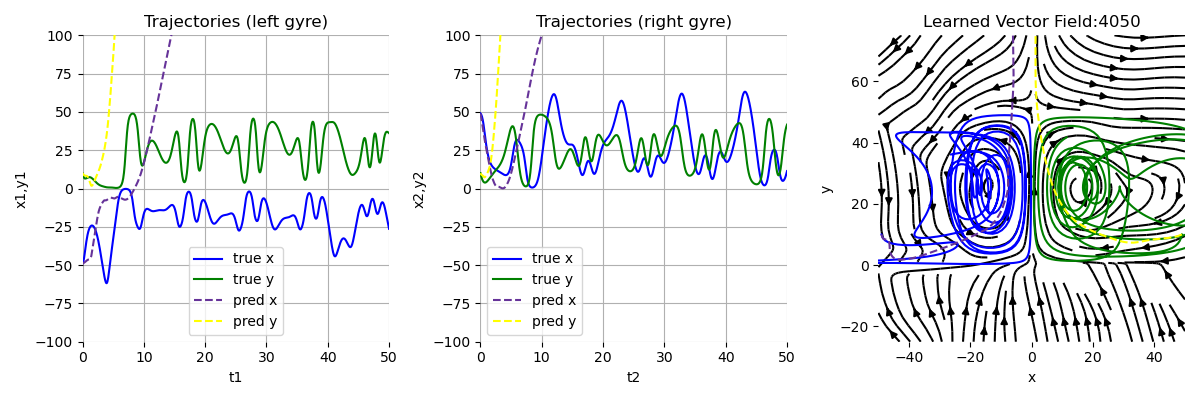 Trajectories (left gyre)
x1,y1
100
75
50
25
0
−25
−50
−75
−100
0
10
20
30
40
50
t1
true x
true y
pred x
pred y
Trajectories (right gyre)
x2,y2
100
75
50
25
0
−25
−50
−75
−100
0
10
20
30
40
50
t2
true x
true y
pred x
pred y
Learned Vector Field:4050
y
60
40
20
0
−20
−40
−20
0
20
40
x